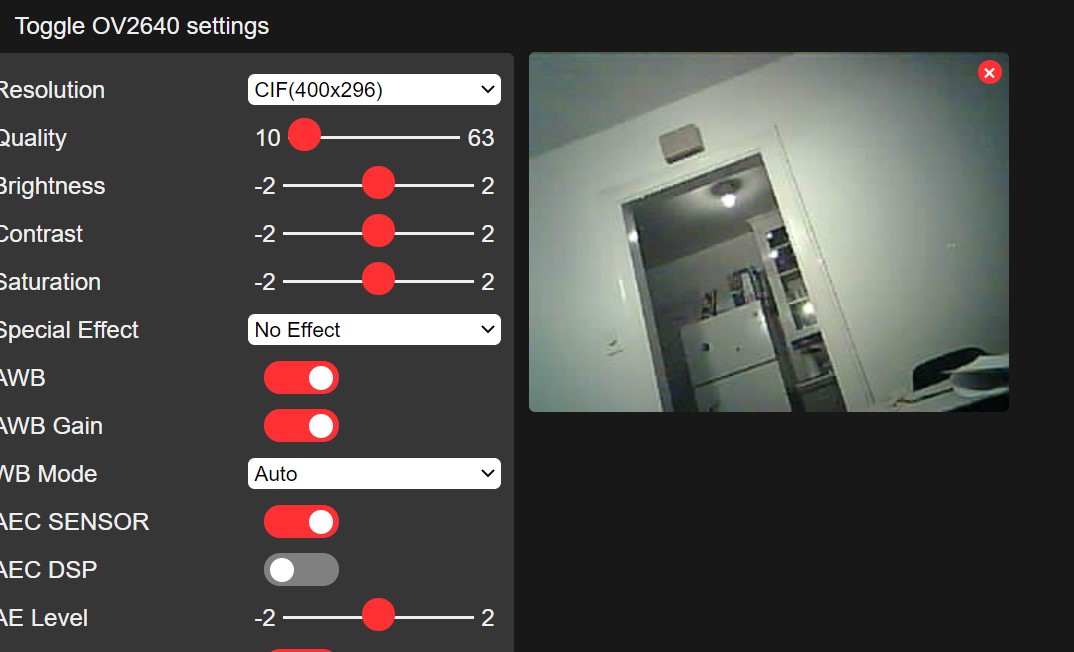 Toggle OV2640 settings
Resolution CIF(400x296)
Quality 10 63
Brightness -2 2
Contrast -2 2
Saturation -2 2
Special Effect No Effect
AWB
AWB Gain
WB Mode Auto
AEC SENSOR
AEC DSP
AE Level -2 2